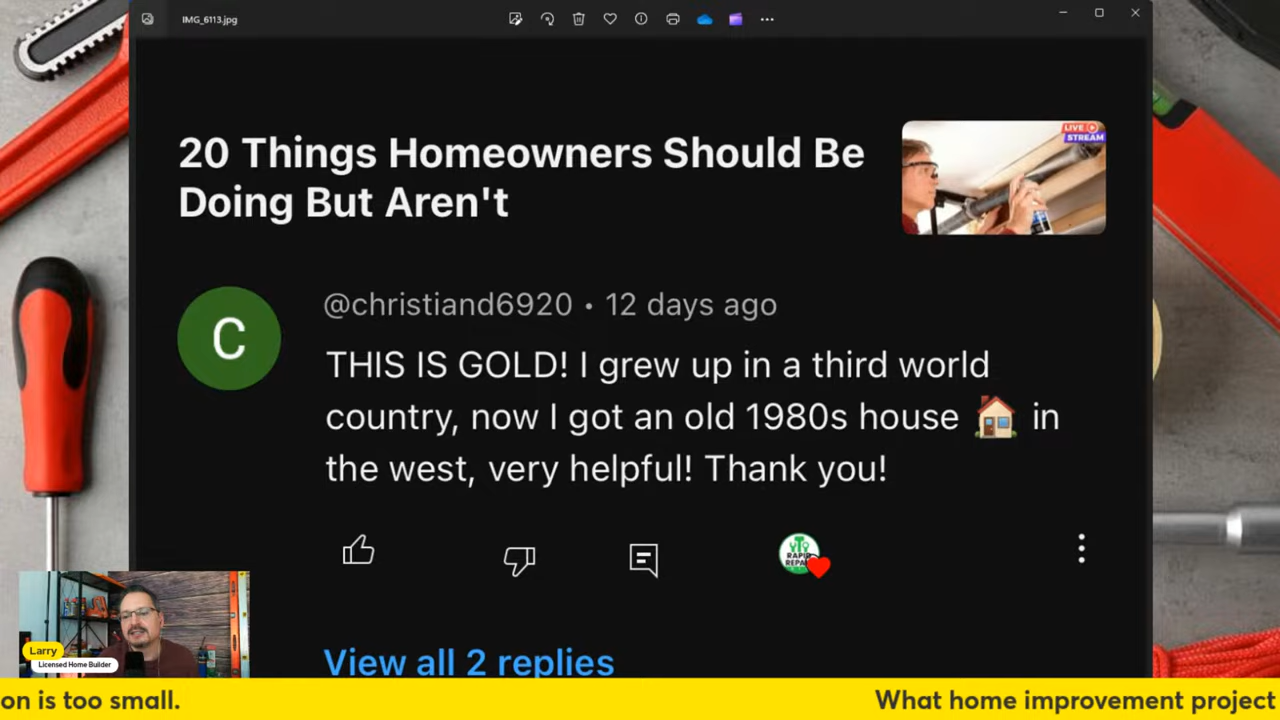 IMG_6113.jpg
20 Things Homeowners Should Be
Doing But Aren't
LIVE
STREAM
C
@christiand6920 • 12 days ago
THIS IS GOLD! I grew up in a third world
country, now I got an old 1980s house 🏠 in
the west, very helpful! Thank you!
RAPID
REPAIR
View all 2 replies
Larry
Licensed Home Builder
on is too small.
What home improvement project